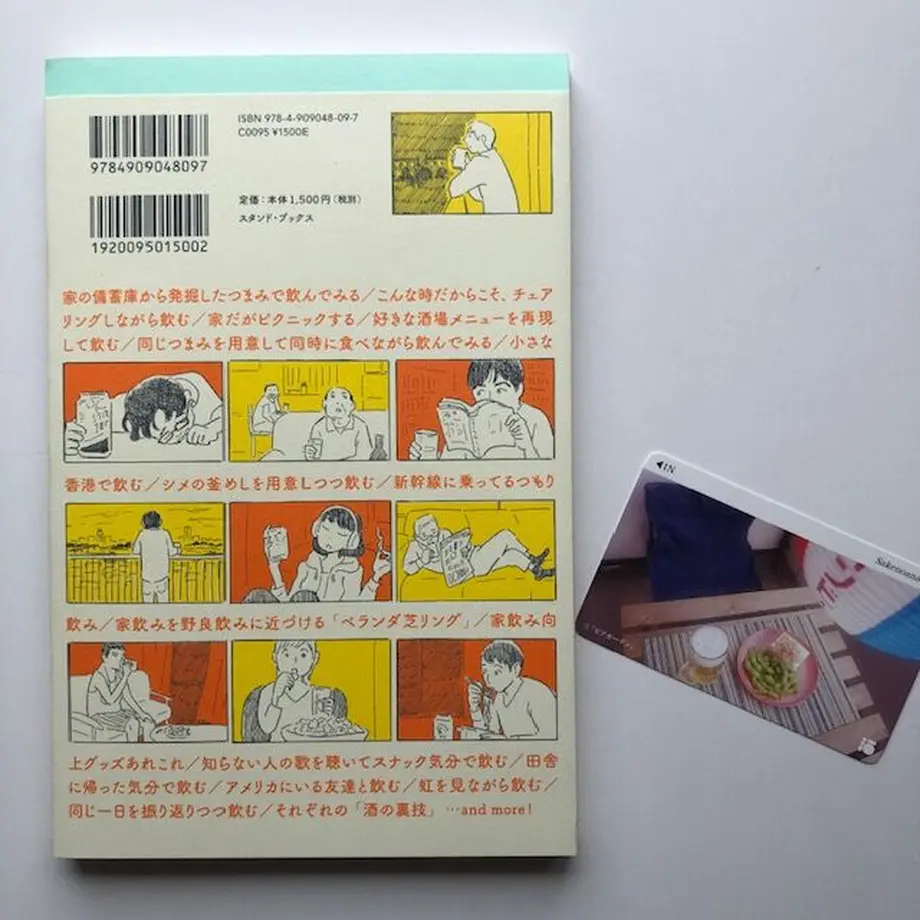 ISBN 978-4-909048-09-7
C0095 ¥1500E
9784909048097
定価：本体1,500円（税別）
スタンド・ブックス
1920095015002
家の備蓄庫から発掘したつまみで飲んでみる／こんな時だからこそ、チェア
リングしながら飲む／家だがピクニックする／好きな酒場メニューを再現
して飲む／同じつまみを用意して同時に食べながら飲んでみる／小さな
香港で飲む／シメの釜めしを用意しつつ飲む／新幹線に乗ってるつもり
飲み／家飲みを野良飲みに近づける「ベランダ芝リング」／家飲み向
上グッズあれこれ／知らない人の歌を聴いてスナック気分で飲む／田舎
に帰った気分で飲む／アメリカにいる友達と飲む／虹を見ながら飲む／
同じ一日を振り返りつつ飲む／それぞれの「酒の裏技」…and more!
◀IN